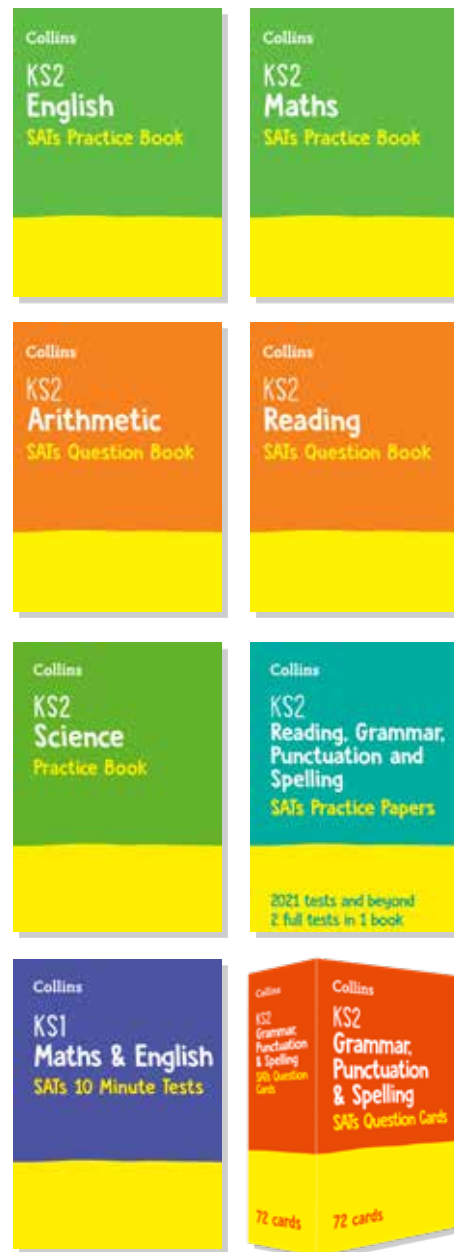 Collins
KS2
English
SATs Practice Book
Collins
KS2
Maths
SATs Practice Book
Collins
KS2
Arithmetic
SATs Question Book
Collins
KS2
Reading
SATs Question Book
Collins
KS2
Science
Practice Book
Collins
KS2
Reading, Grammar,
Punctuation and
Spelling
SATs Practice Papers
2021 tests and beyond
2 full tests in 1 book
Collins
KS1
Maths & English
SATs 10 Minute Tests
Collins
KS2
Grammar,
Punctuation
& Spelling
SATs Question
Cards
72 cards
Collins
KS2
Grammar,
Punctuation
& Spelling
SATs Question Cards
72 cards